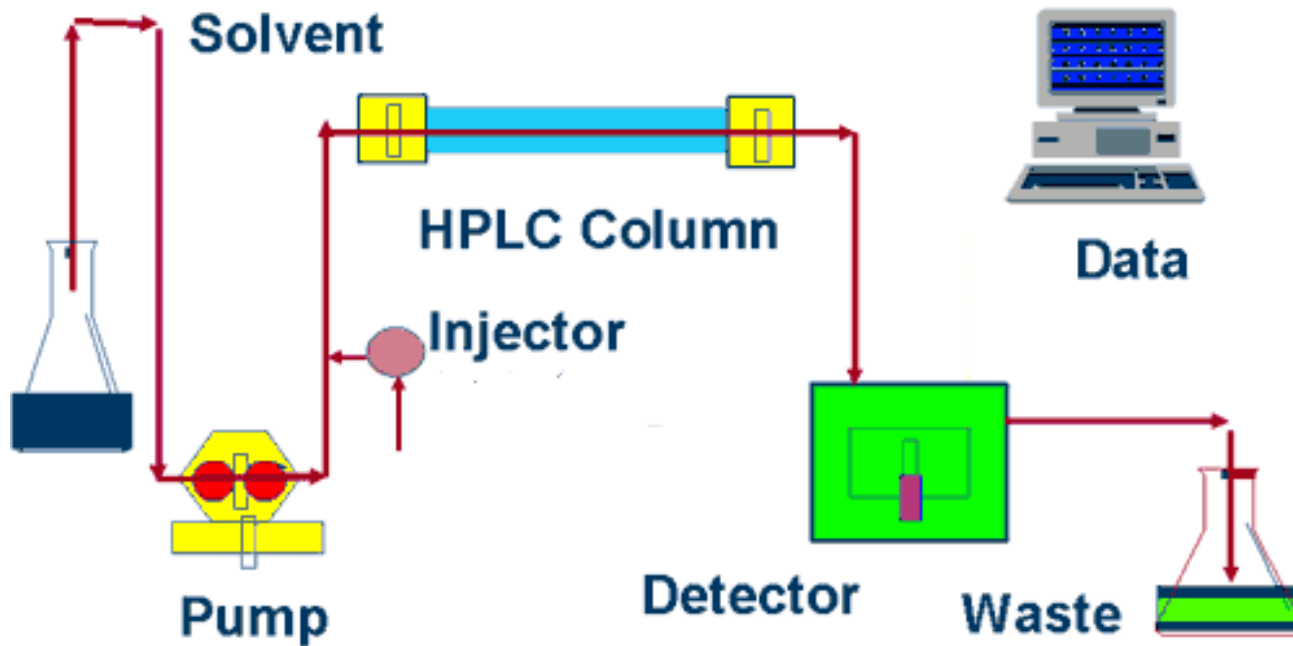 Solvent
HPLC Column
Data
Injector
Detector
Waste
Pump